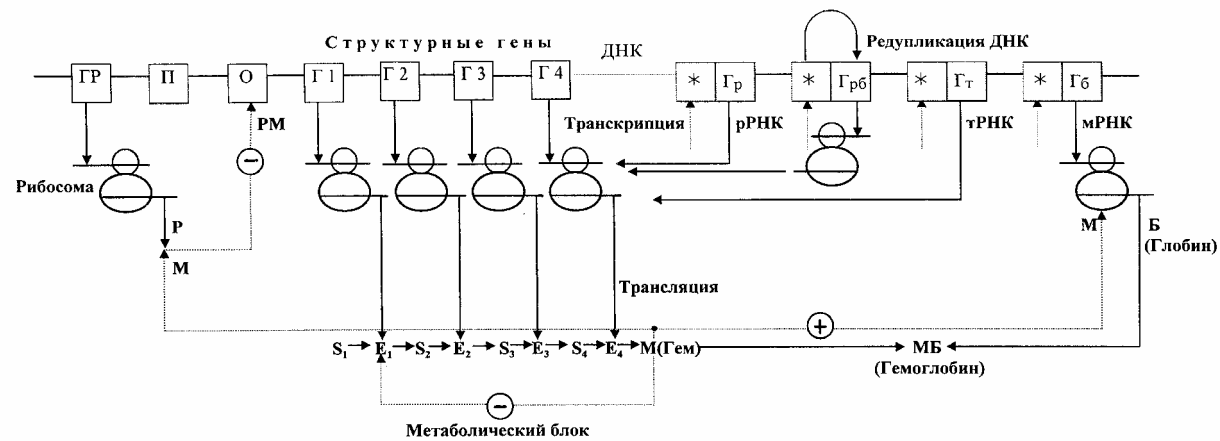 Структурные гены
ДНК
Редупликация ДНК
ГР П О Г 1 Г 2 Г 3 Г 4 * Гр * Грб * Гт * Гб
РМ
Транскрипция
рРНК
тРНК
мРНК
−
Рибосома
Р
М
М
Б
(Глобин)
Трансляция
+
S₁ E₁ S₂ E₂ S₃ E₃ S₄ E₄ М(Гем)
МБ
(Гемоглобин)
−
Метаболический блок